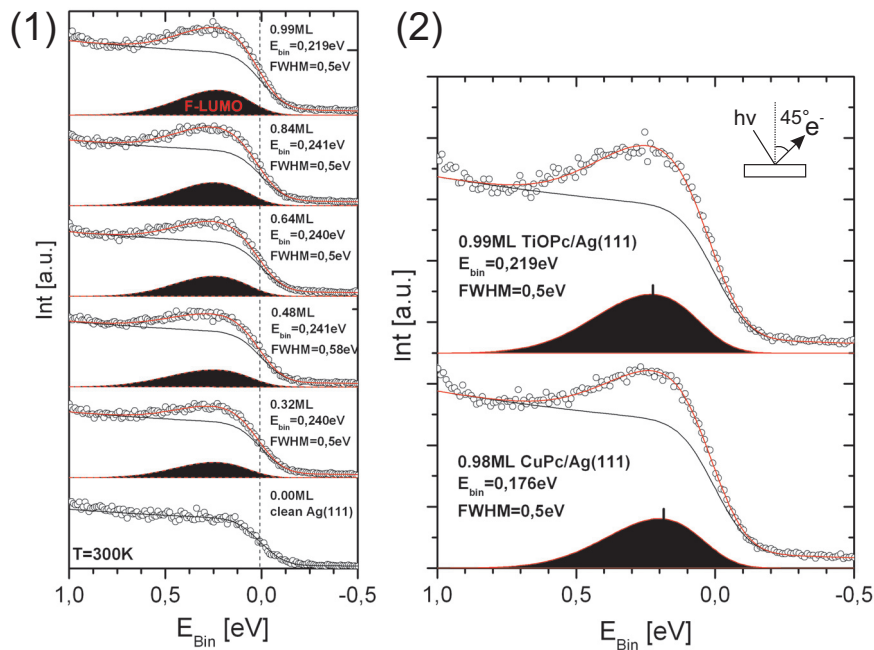 (1)
0.99ML
E_Bin=0,219eV
FWHM=0,5eV
F-LUMO
0.84ML
E_Bin=0,241eV
FWHM=0,5eV
0.64ML
E_Bin=0,240eV
FWHM=0,5eV
0.48ML
E_Bin=0,241eV
FWHM=0,58eV
0.32ML
E_Bin=0,240eV
FWHM=0,5eV
0.00ML
clean Ag(111)
T=300K
Int [a.u.]
1,0 0,5 0,0 -0,5
E_Bin [eV]
(2)
hν 45° e-
0.99ML TiOPc/Ag(111)
E_Bin=0,219eV
FWHM=0,5eV
0.98ML CuPc/Ag(111)
E_Bin=0,176eV
FWHM=0,5eV
Int [a.u.]
1,0 0,5 0,0 -0,5
E_Bin [eV]